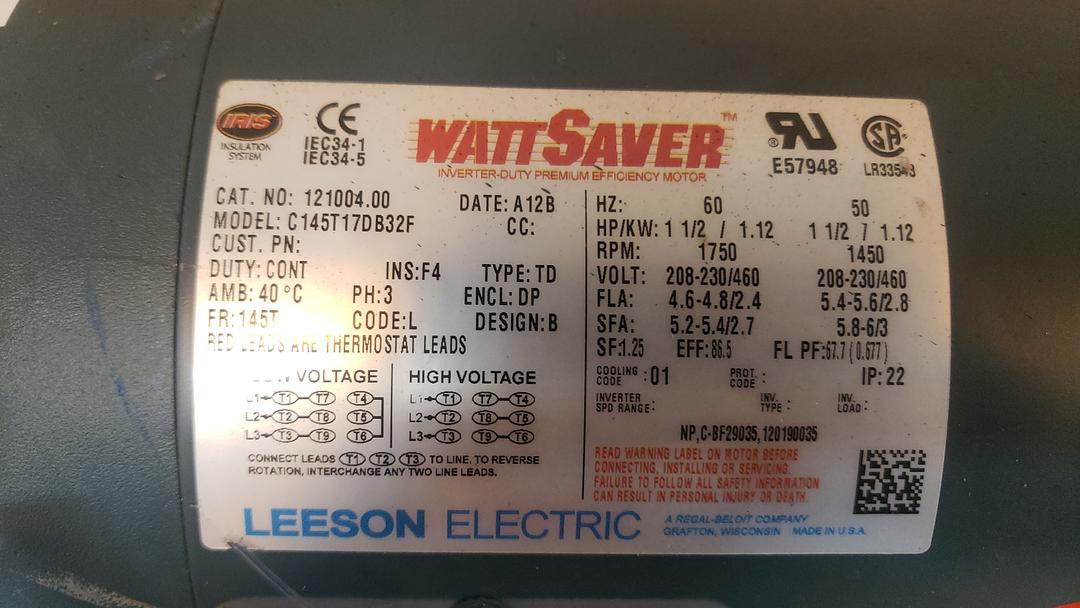 IRIS
INSULATION
SYSTEM
CE
IEC34-1
IEC34-5
WATTSAVER™
INVERTER-DUTY PREMIUM EFFICIENCY MOTOR
® RU
E57948
SA
CAT. NO: 121004.00 DATE: A12B
MODEL: C145T17DB32F CC:
CUST. PN:
DUTY: CONT INS:F4 TYPE: TD
AMB: 40°C PH:3 ENCL: DP
FR:145T CODE:L DESIGN:B
RED LEADS ARE THERMOSTAT LEADS
LOW VOLTAGE HIGH VOLTAGE
L1 T1 T7 T4 L1 T1 T7 T4
L2 T2 T8 T5 L2 T2 T8 T5
L3 T3 T9 T6 L3 T3 T9 T6
CONNECT LEADS T1 T2 T3 TO LINE, TO REVERSE
ROTATION, INTERCHANGE ANY TWO LINE LEADS.
HZ: 60 50
HP/KW: 1 1/2 / 1.12 1 1/2 / 1.12
RPM: 1750 1450
VOLT: 208-230/460 208-230/460
FLA: 4.6-4.8/2.4 5.4-5.6/2.8
SFA: 5.2-5.4/2.7 5.8-6/3
SF:1.25 EFF:86.5 FL PF:67.7(0.677)
COOLING CODE :01 PROT. CODE : IP:22
INVERTER SPD RANGE: INV. TYPE : INV. LOAD:
NP,C-BF29035,120190035
READ WARNING LABEL ON MOTOR BEFORE
CONNECTING, INSTALLING OR SERVICING.
FAILURE TO FOLLOW ALL SAFETY INFORMATION
CAN RESULT IN PERSONAL INJURY OR DEATH.
LEESON ELECTRIC
A REGAL-BELOIT COMPANY
GRAFTON, WISCONSIN MADE IN U.S.A.